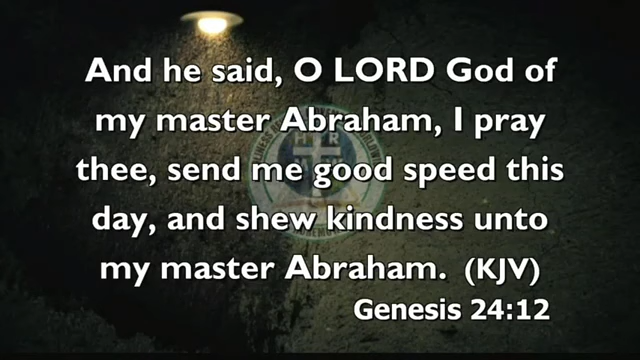 And he said, O LORD God of
my master Abraham, I pray
thee, send me good speed this
day, and shew kindness unto
my master Abraham. (KJV)
Genesis 24:12